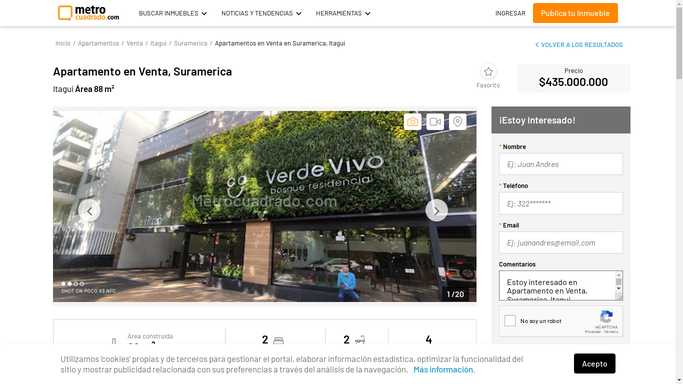 metro
cuadrado.com
BUSCAR INMUEBLES
NOTICIAS Y TENDENCIAS
HERRAMIENTAS
INGRESAR
Publica tu Inmueble
Inicio / Apartamentos / Venta / Itagui / Suramerica / Apartamentos en Venta en Suramerica, Itagui
VOLVER A LOS RESULTADOS
Apartamento en Venta, Suramerica
Itagui Área 88 m²
Favorito
Precio
$435.000.000
VerdeVivo
bosque residencial
Metrocuadrado.com
SHOT ON POCO X3 NFC
1 / 20
¡Estoy Interesado!
* Nombre
Ej: Juan Andres
* Teléfono
Ej: 322*******
* Email
Ej: juanandres@email.com
Comentarios
Estoy interesado en
Apartamento en Venta,
Suramerica, Itagui
No soy un robot
reCAPTCHA
Privacidad - Términos
Área construida
2
2
4
Utilizamos 'cookies' propias y de terceros para gestionar el portal, elaborar información estadística, optimizar la funcionalidad del
sitio y mostrar publicidad relacionada con sus preferencias a través del análisis de la navegación. Más información.
Acepto